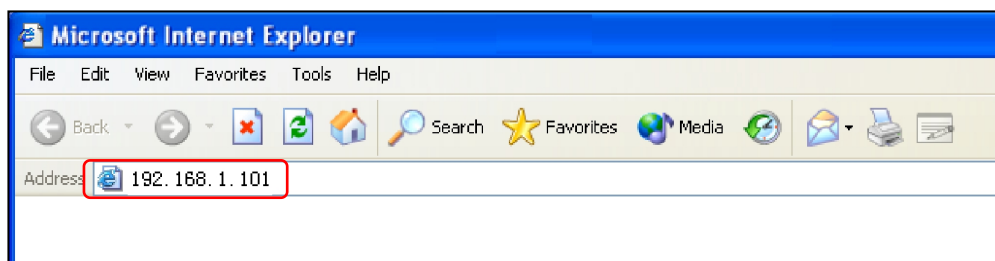 Microsoft Internet Explorer
File Edit View Favorites Tools Help
Back Search Favorites Media
Address 192.168.1.101